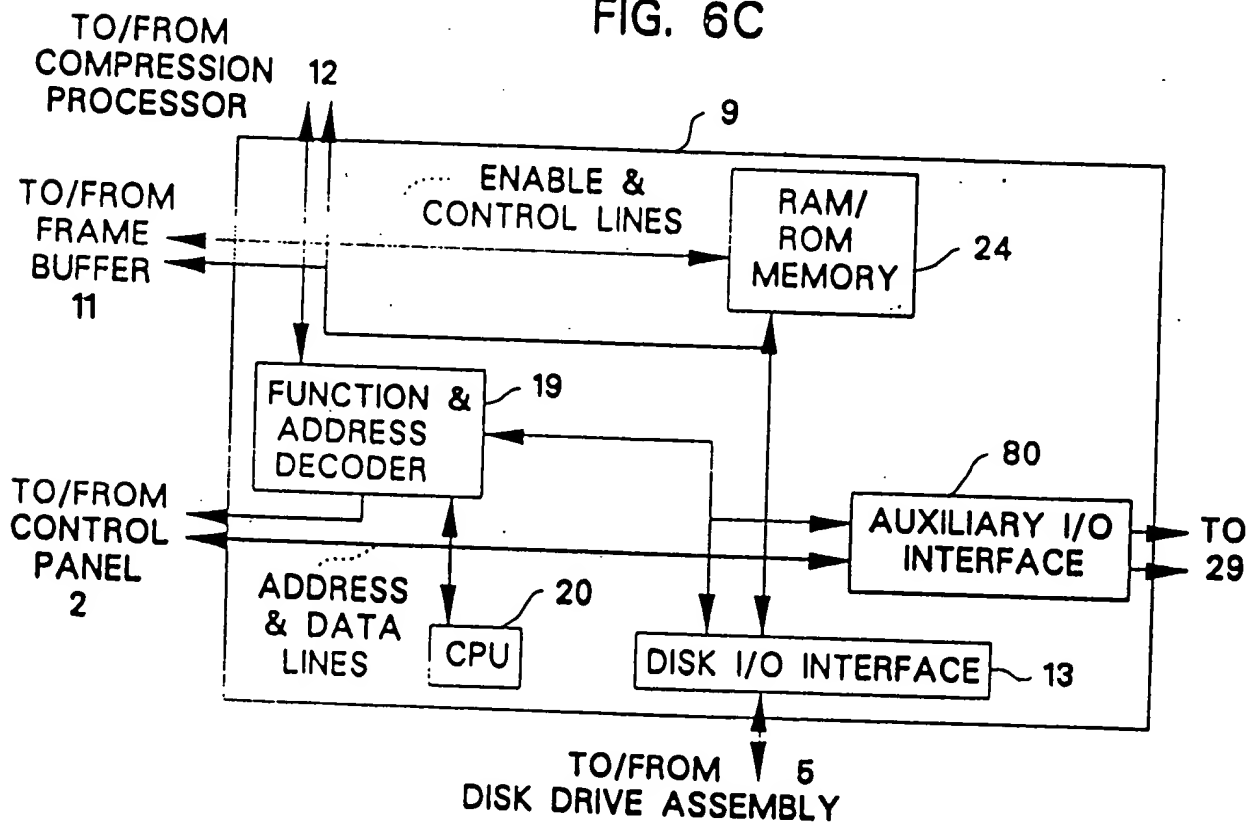 FIG. 6C
TO/FROM
COMPRESSION 12
PROCESSOR
9
TO/FROM
FRAME
BUFFER
11
ENABLE &
CONTROL LINES
RAM/
ROM
MEMORY
24
FUNCTION &
ADDRESS
DECODER
19
TO/FROM
CONTROL
PANEL
2
80
AUXILIARY I/O
INTERFACE
TO
29
ADDRESS
& DATA
LINES
20
CPU
DISK I/O INTERFACE
13
TO/FROM 5
DISK DRIVE ASSEMBLY